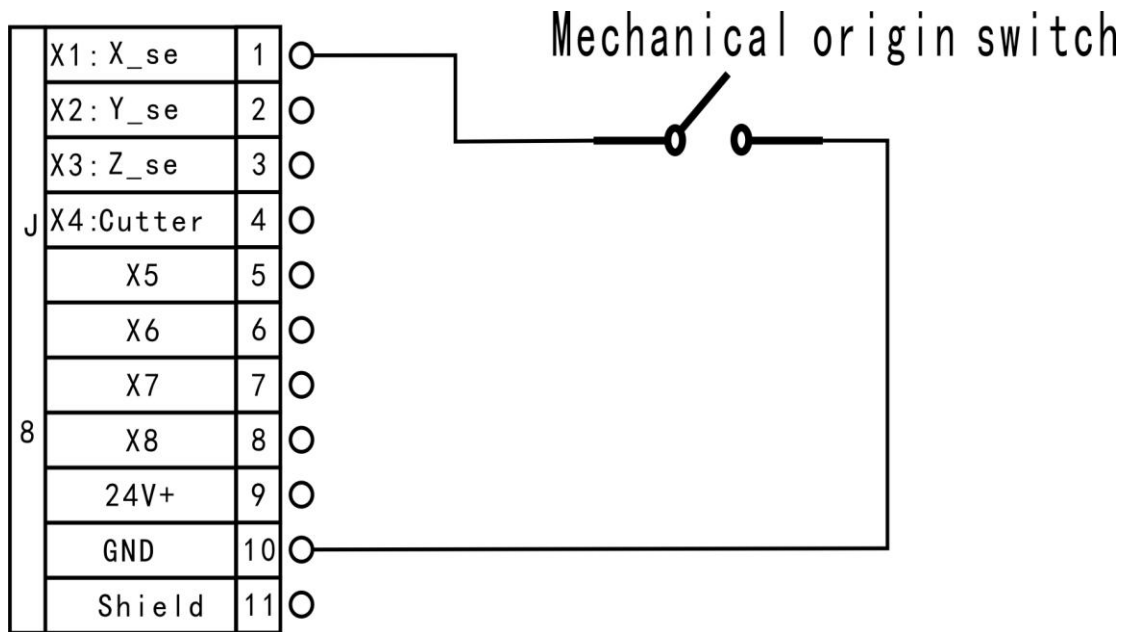 Mechanical origin switch
X1: X_se 1
X2: Y_se 2
X3: Z_se 3
J X4:Cutter 4
X5 5
X6 6
X7 7
8 X8 8
24V+ 9
GND 10
Shield 11